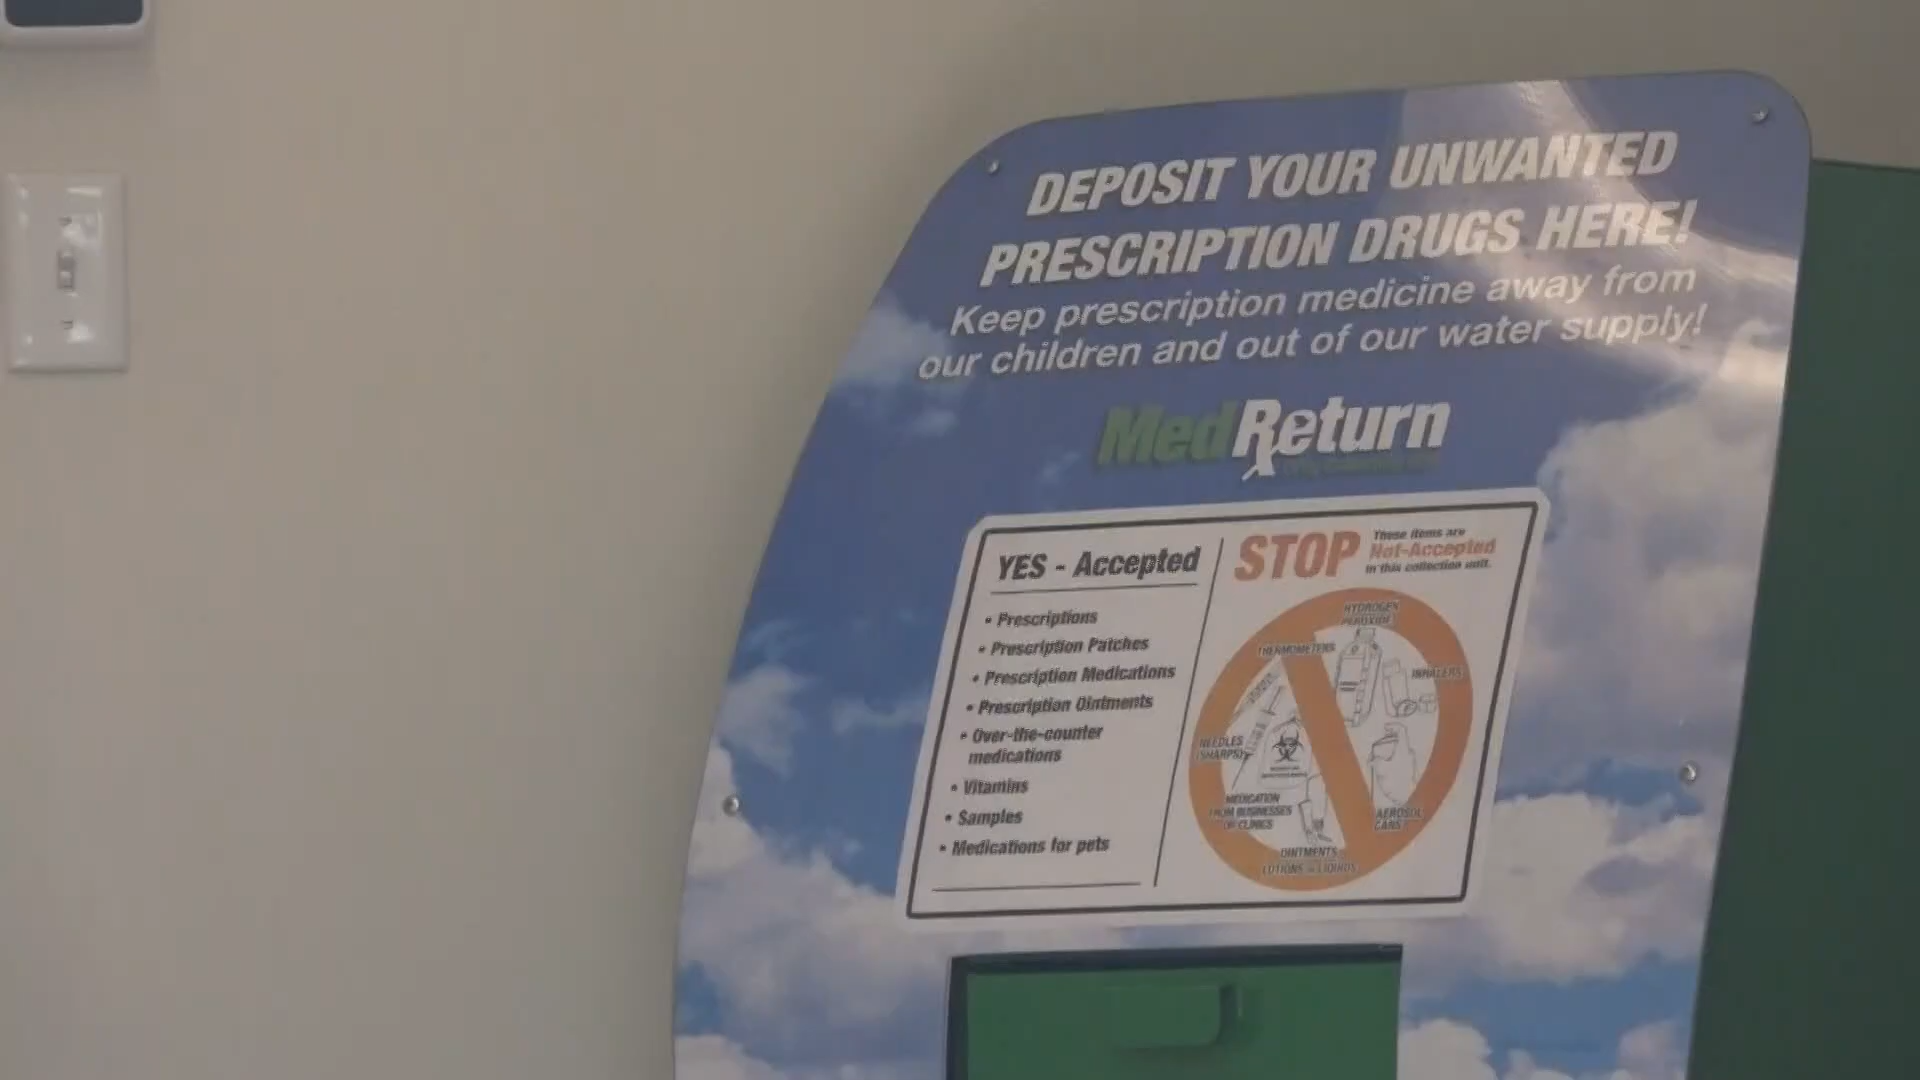 DEPOSIT YOUR UNWANTED
PRESCRIPTION DRUGS HERE!
Keep prescription medicine away from
our children and out of our water supply!
MedReturn
YES - Accepted
• Prescriptions
• Prescription Patches
• Prescription Medications
• Prescription Ointments
• Over-the-counter
medications
• Vitamins
• Samples
• Medications for pets
STOP
These items are
Not-Accepted
in this collection unit.
HYDROGEN
PEROXIDE
THERMOMETERS
INHALERS
NEEDLES
(SHARPS)
MEDICATION
FROM BUSINESSES
OR CLINICS
AEROSOL
CANS
OINTMENTS
LOTIONS or LIQUIDS